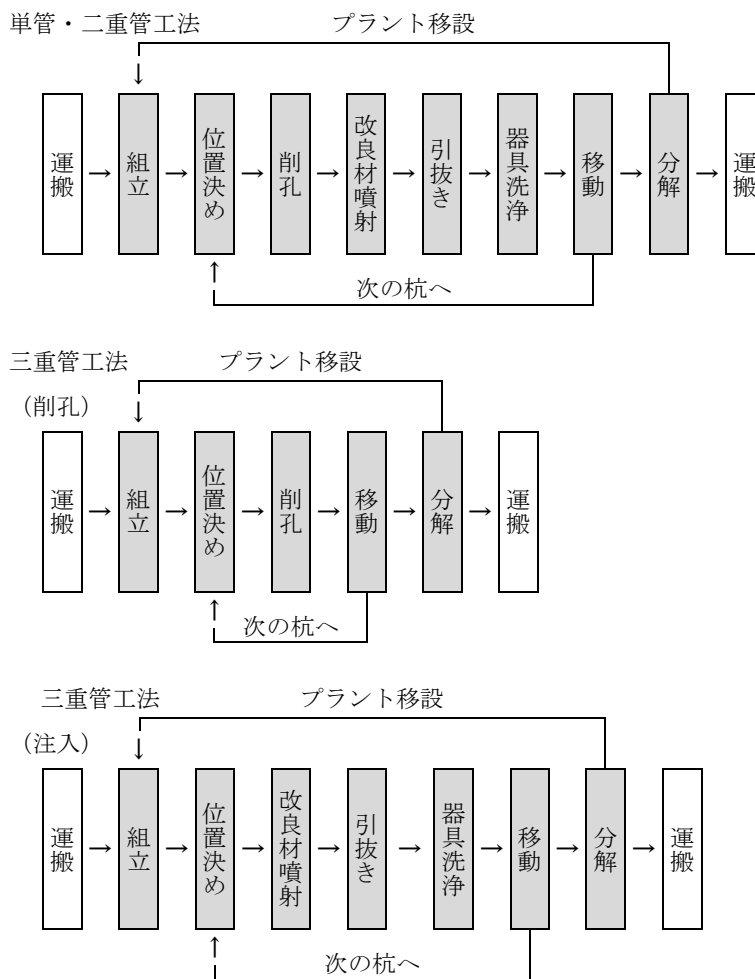 単管・二重管工法 プラント移設
↓
運搬 → 組立 → 位置決め → 削孔 → 改良材噴射 → 引抜き → 器具洗浄 → 移動 → 分解 → 運搬
↑
次の杭へ
三重管工法 プラント移設
（削孔） ↓
運搬 → 組立 → 位置決め → 削孔 → 移動 → 分解 → 運搬
↑
次の杭へ
三重管工法 プラント移設
（注入） ↓
運搬 → 組立 → 位置決め → 改良材噴射 → 引抜き → 器具洗浄 → 移動 → 分解 → 運搬
↑
次の杭へ